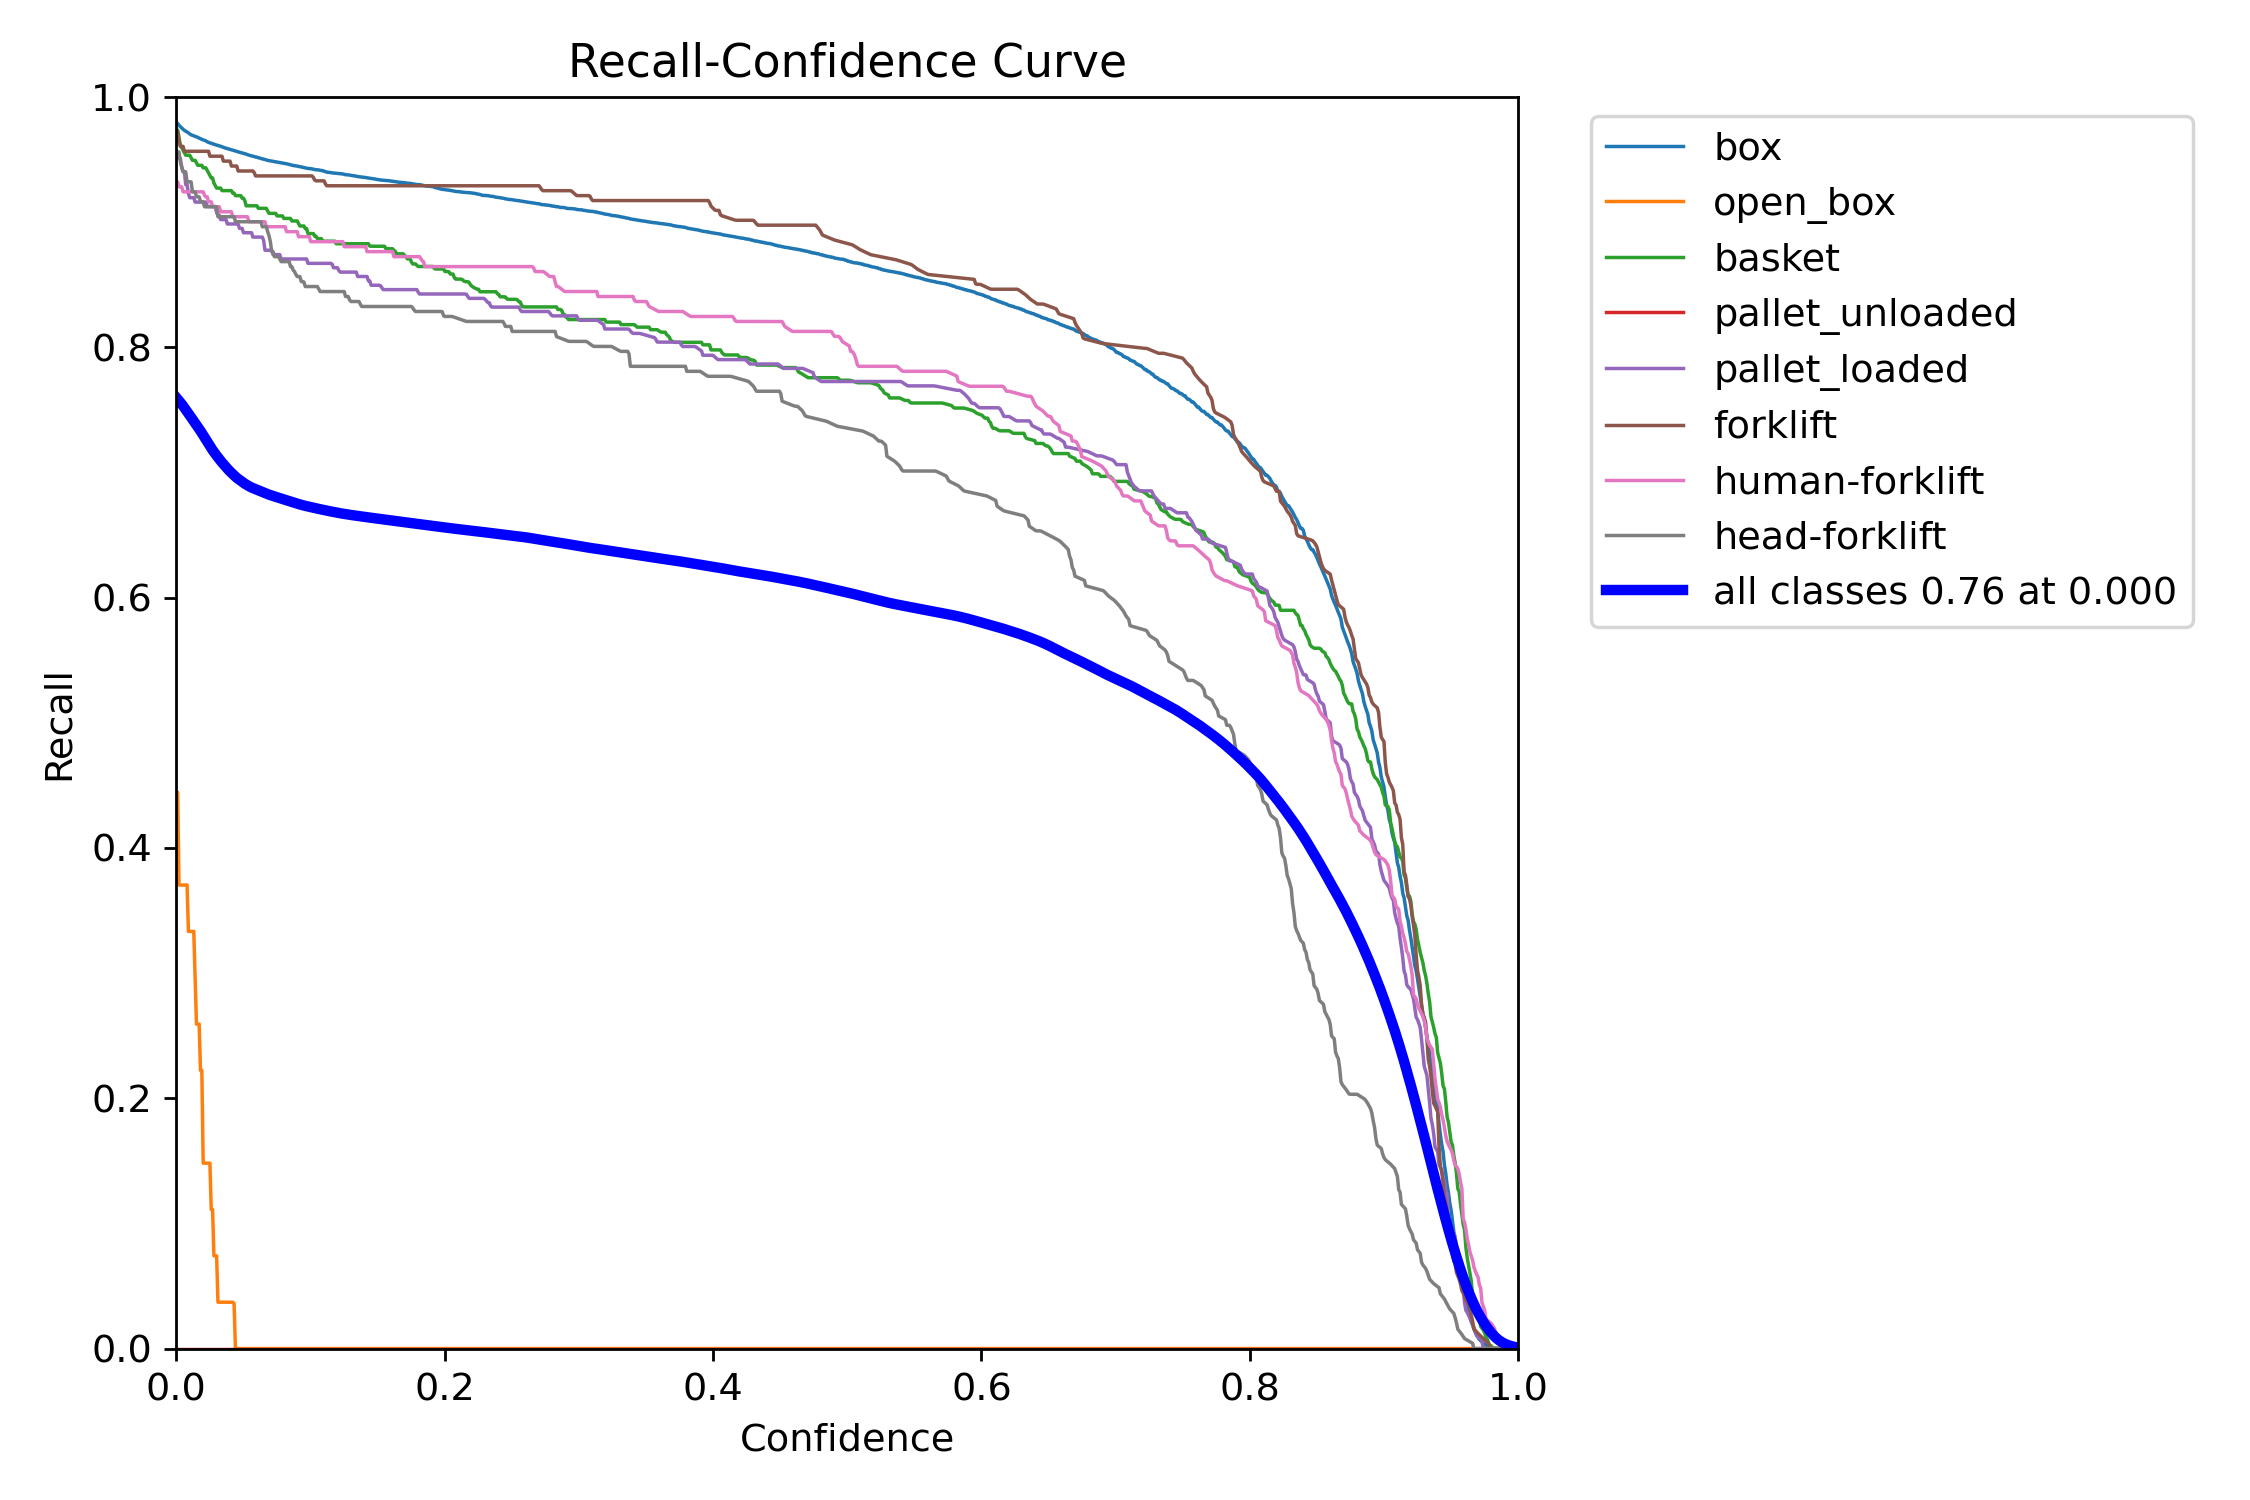 Recall-Confidence Curve
1.0
0.8
0.6
0.4
0.2
0.0
Recall
0.0 0.2 0.4 0.6 0.8 1.0
Confidence
box
open_box
basket
pallet_unloaded
pallet_loaded
forklift
human-forklift
head-forklift
all classes 0.76 at 0.000